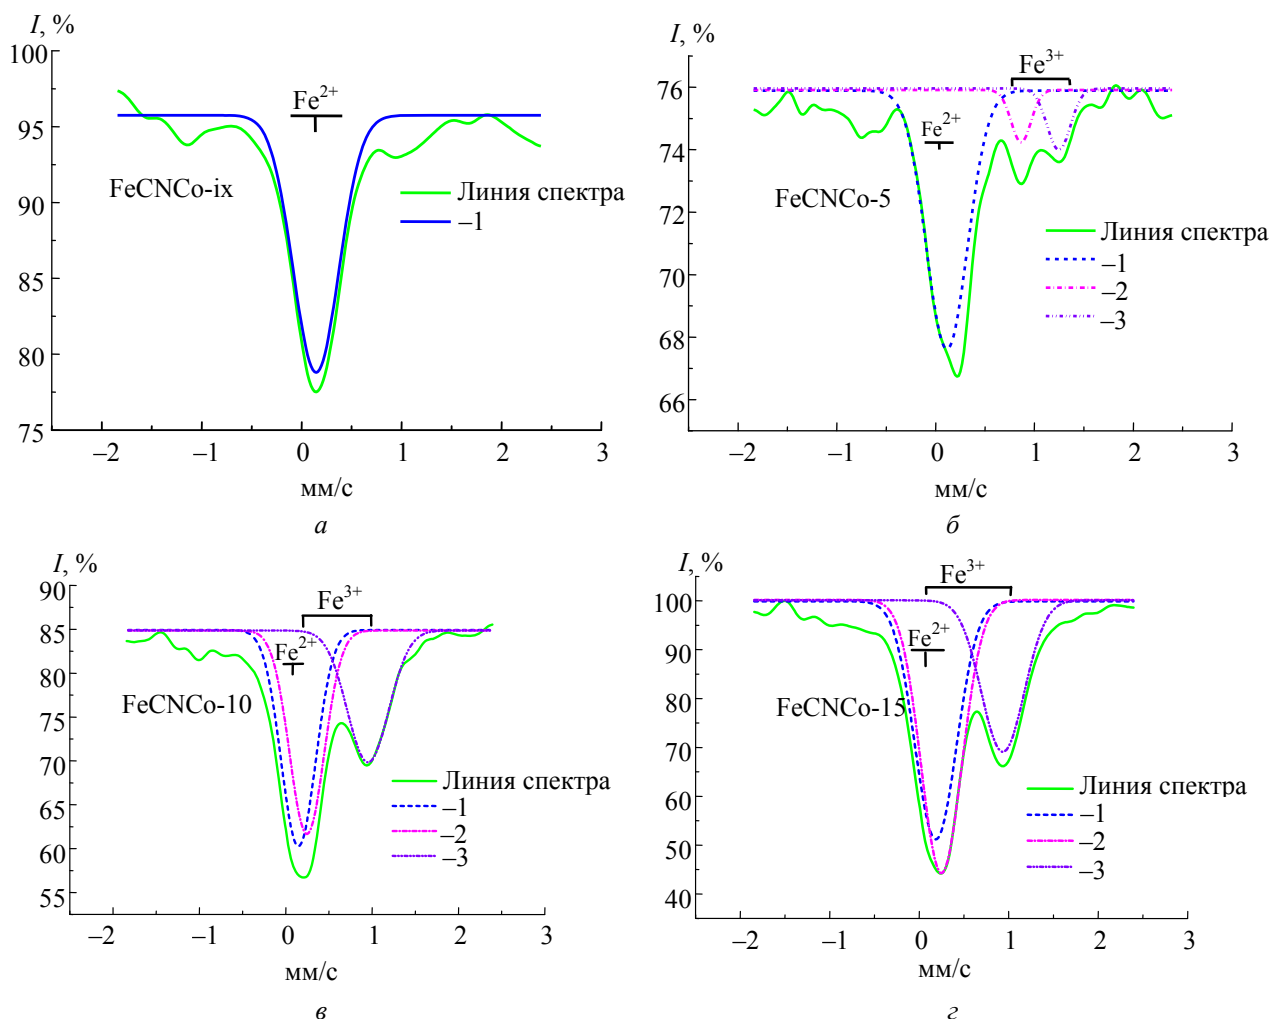 I, %
100
95
90
85
80
75
Fe2+
FeCNCo-ix
Линия спектра
–1
–2 –1 0 1 2 3
мм/с
а
I, %
76
74
72
70
68
66
Fe3+
Fe2+
FeCNCo-5
Линия спектра
–1
–2
–3
–2 –1 0 1 2 3
мм/с
б
I, %
90
85
80
75
70
65
60
55
Fe3+
Fe2+
FeCNCo-10
Линия спектра
–1
–2
–3
–2 –1 0 1 2 3
мм/с
в
I, %
100
90
80
70
60
50
40
Fe3+
Fe2+
FeCNCo-15
Линия спектра
–1
–2
–3
–2 –1 0 1 2 3
мм/с
г